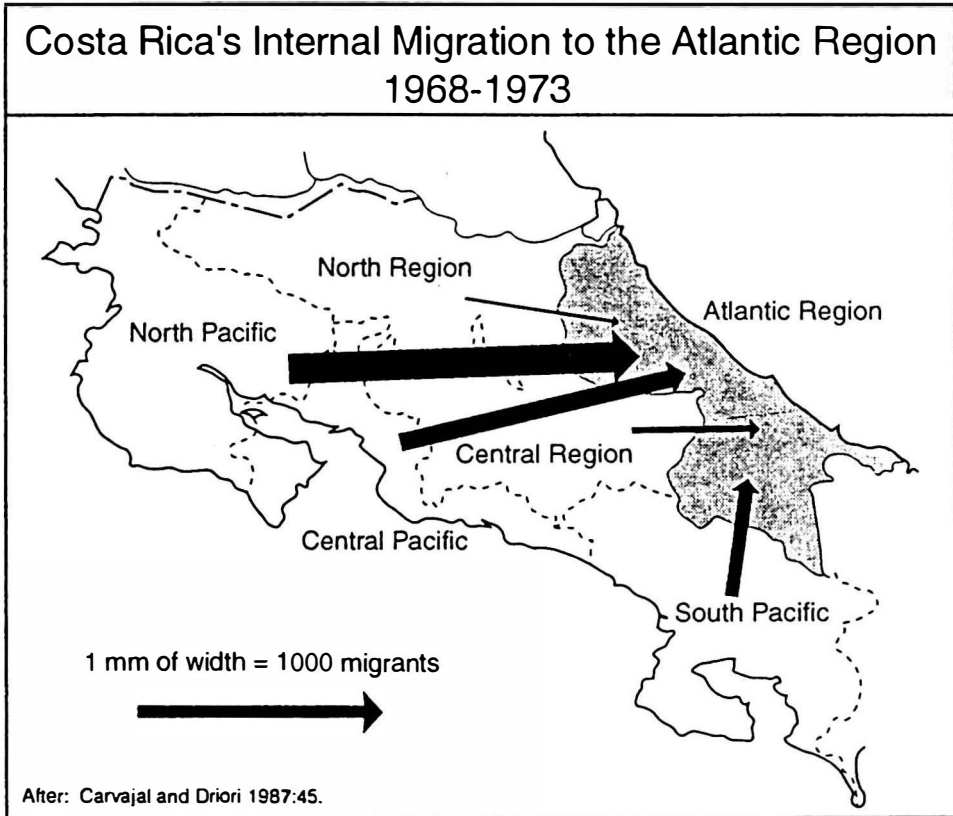 Costa Rica's Internal Migration to the Atlantic Region
1968-1973
North Region
Atlantic Region
North Pacific
Central Region
Central Pacific
South Pacific
1 mm of width = 1000 migrants
After: Carvajal and Driori 1987:45.